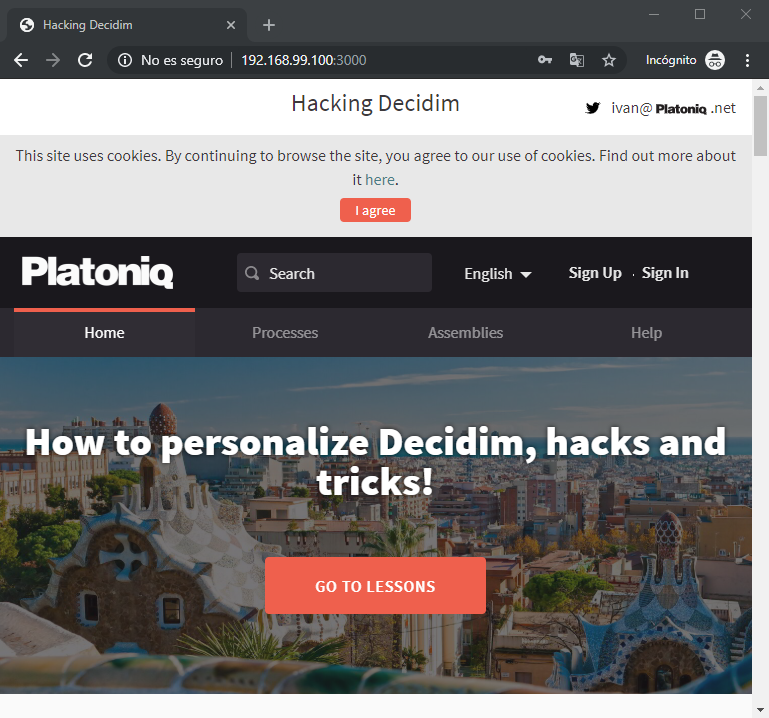 Hacking Decidim
No es seguro 192.168.99.100:3000 Incógnito
Hacking Decidim
ivan@ Platoniq .net
This site uses cookies. By continuing to browse the site, you agree to our use of cookies. Find out more about
it here.
I agree
Platoniq
Search
English
Sign Up · Sign In
Home Processes Assemblies Help
How to personalize Decidim, hacks and
tricks!
GO TO LESSONS